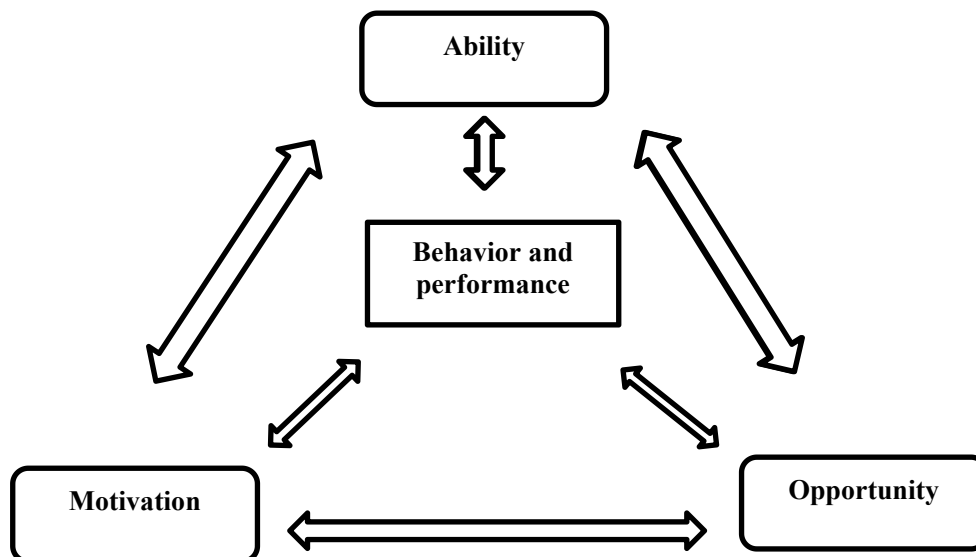 Ability
Behavior and
performance
Motivation
Opportunity